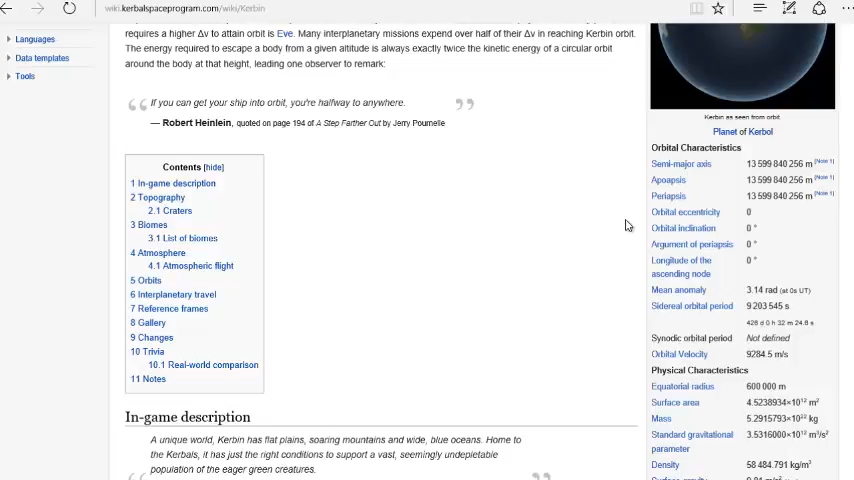 wiki.kerbalspaceprogram.com/wiki/Kerbin
Languages
Data templates
Tools
requires a higher Δv to attain orbit is Eve. Many interplanetary missions expend over half of their Δv in reaching Kerbin orbit.
The energy required to escape a body from a given altitude is always exactly twice the kinetic energy of a circular orbit
around the body at that height, leading one observer to remark:
“ If you can get your ship into orbit, you're halfway to anywhere. ”
— Robert Heinlein, quoted on page 194 of A Step Farther Out by Jerry Pournelle
Contents [hide]
1 In-game description
2 Topography
2.1 Craters
3 Biomes
3.1 List of biomes
4 Atmosphere
4.1 Atmospheric flight
5 Orbits
6 Interplanetary travel
7 Reference frames
8 Gallery
9 Changes
10 Trivia
10.1 Real-world comparison
11 Notes
In-game description
A unique world, Kerbin has flat plains, soaring mountains and wide, blue oceans. Home to
the Kerbals, it has just the right conditions to support a vast, seemingly undepletable
population of the eager green creatures.
Kerbin as seen from orbit.
Planet of Kerbol
Orbital Characteristics
Semi-major axis 13 599 840 256 m [Note 1]
Apoapsis 13 599 840 256 m [Note 1]
Periapsis 13 599 840 256 m [Note 1]
Orbital eccentricity 0
Orbital inclination 0 °
Argument of periapsis 0 °
Longitude of the 0 °
ascending node
Mean anomaly 3.14 rad (at 0s UT)
Sidereal orbital period 9 203 545 s
426 d 0 h 32 m 24.6 s
Synodic orbital period Not defined
Orbital Velocity 9284.5 m/s
Physical Characteristics
Equatorial radius 600 000 m
Surface area 4.5238934×10¹² m²
Mass 5.2915793×10²² kg
Standard gravitational 3.5316000×10¹² m³/s²
parameter
Density 58 484.791 kg/m³